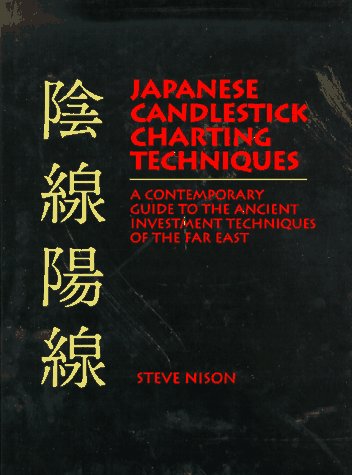 陰線陽線
JAPANESE
CANDLESTICK
CHARTING
TECHNIQUES
A CONTEMPORARY
GUIDE TO THE ANCIENT
INVESTMENT TECHNIQUES
OF THE FAR EAST
STEVE NISON